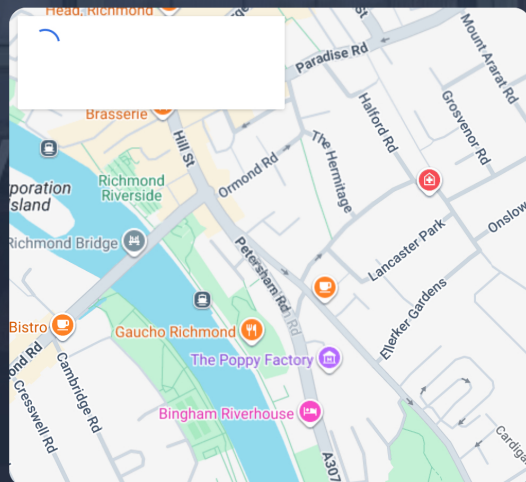 Head, Richmond
Paradise Rd
Mount Ararat Rd
Halford Rd
Grosvenor Rd
Brasserie
Hill St
The Hermitage
Ormond Rd
Richmond
Riverside
rporation
Island
Richmond Bridge
Onslow
Lancaster Park
Petersham Rd
Rd
Ellerker Gardens
Bistro
Gaucho Richmond
ond Rd
The Poppy Factory
Cambridge Rd
Cresswell Rd
Bingham Riverhouse
A307
Cardiga